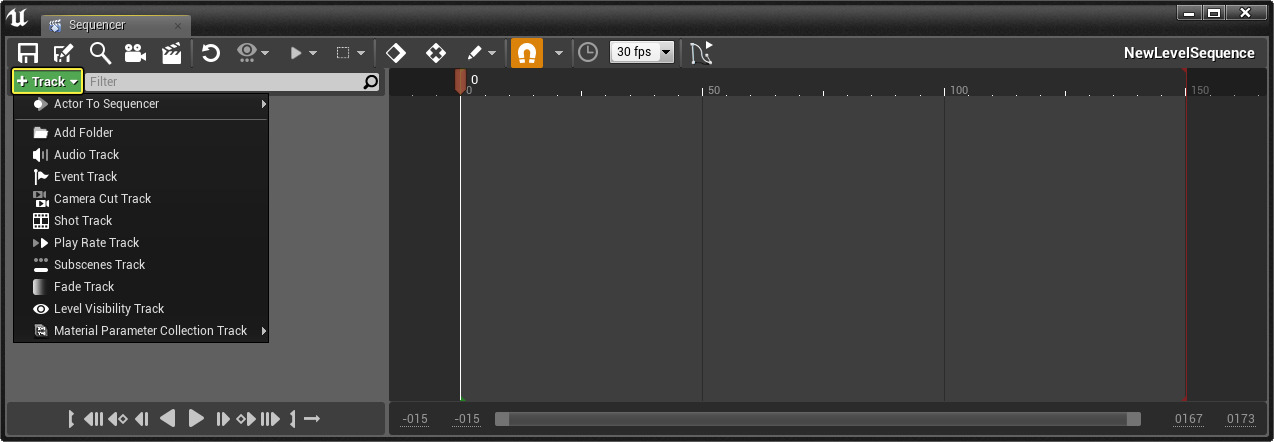 Sequencer
30 fps
NewLevelSequence
+ Track
Filter
0
0
50
100
150
Actor To Sequencer
Add Folder
Audio Track
Event Track
Camera Cut Track
Shot Track
Play Rate Track
Subscenes Track
Fade Track
Level Visibility Track
Material Parameter Collection Track
-015
-015
0167
0173